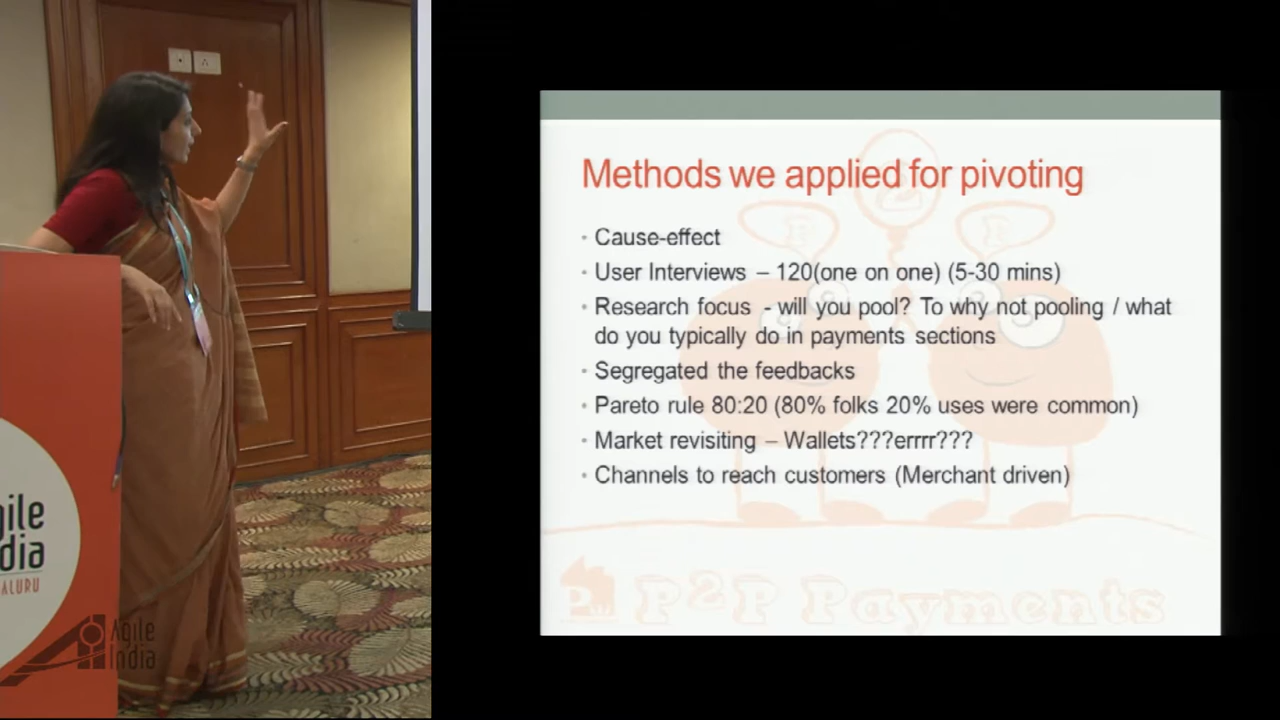 Methods we applied for pivoting
Cause-effect
User Interviews – 120(one on one) (5-30 mins)
Research focus - will you pool? To why not pooling / what
do you typically do in payments sections
Segregated the feedbacks
Pareto rule 80:20 (80% folks 20% uses were common)
Market revisiting – Wallets???errrr???
Channels to reach customers (Merchant driven)
P 2 P
P P2P Payments
gile
dia
ALURU
Agile
India